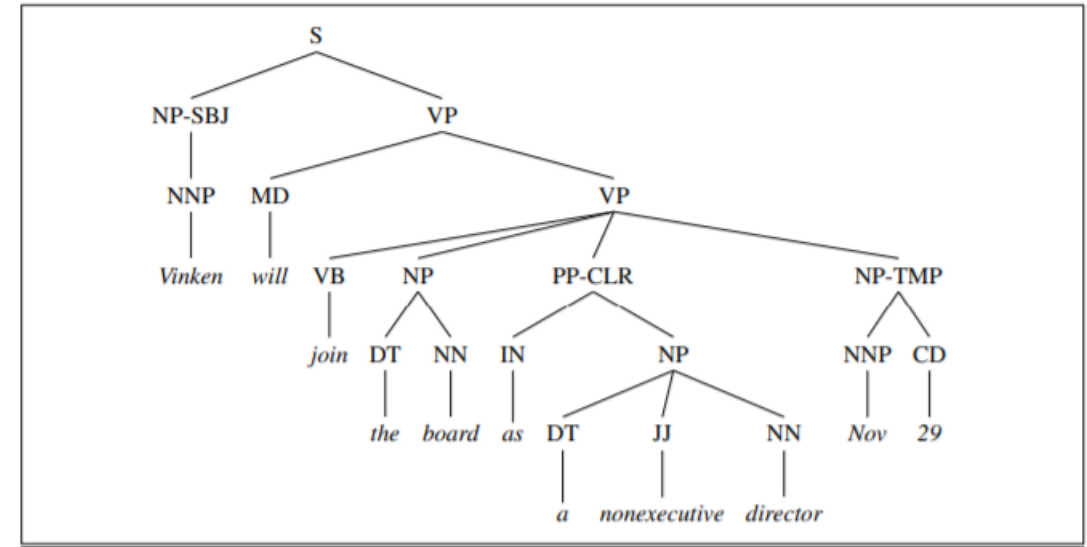 S
NP-SBJ VP
NNP MD VP
Vinken will VB NP PP-CLR NP-TMP
join DT NN IN NP NNP CD
the board as DT JJ NN Nov 29
a nonexecutive director